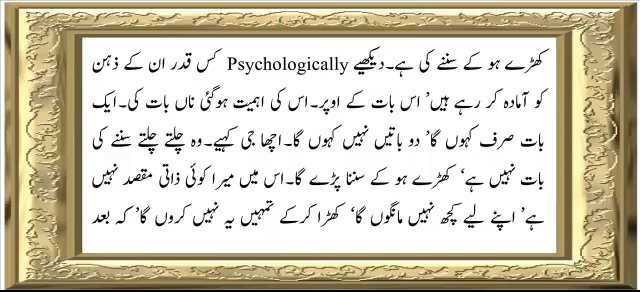 کھڑے ہو کے سننے کی ہے۔دیکھیے Psychologically کس قدر ان کے ذہن
کو آمادہ کر رہے ہیں’ اس بات کے اوپر۔اس کی اہمیت ہوگئی ناں بات کی۔ایک
بات صرف کہوں گا‘ دو باتیں نہیں کہوں گا۔اچھا جی کہیے۔وہ چلتے چلتے سننے کی
بات نہیں ہے‘ کھڑے ہو کے سننا پڑے گا۔اس میں میرا کوئی ذاتی مقصد نہیں
ہے’ اپنے لیے کچھ نہیں مانگوں گا‘ کھڑا کرکے تمہیں یہ نہیں کروں گا’ کہ بعد